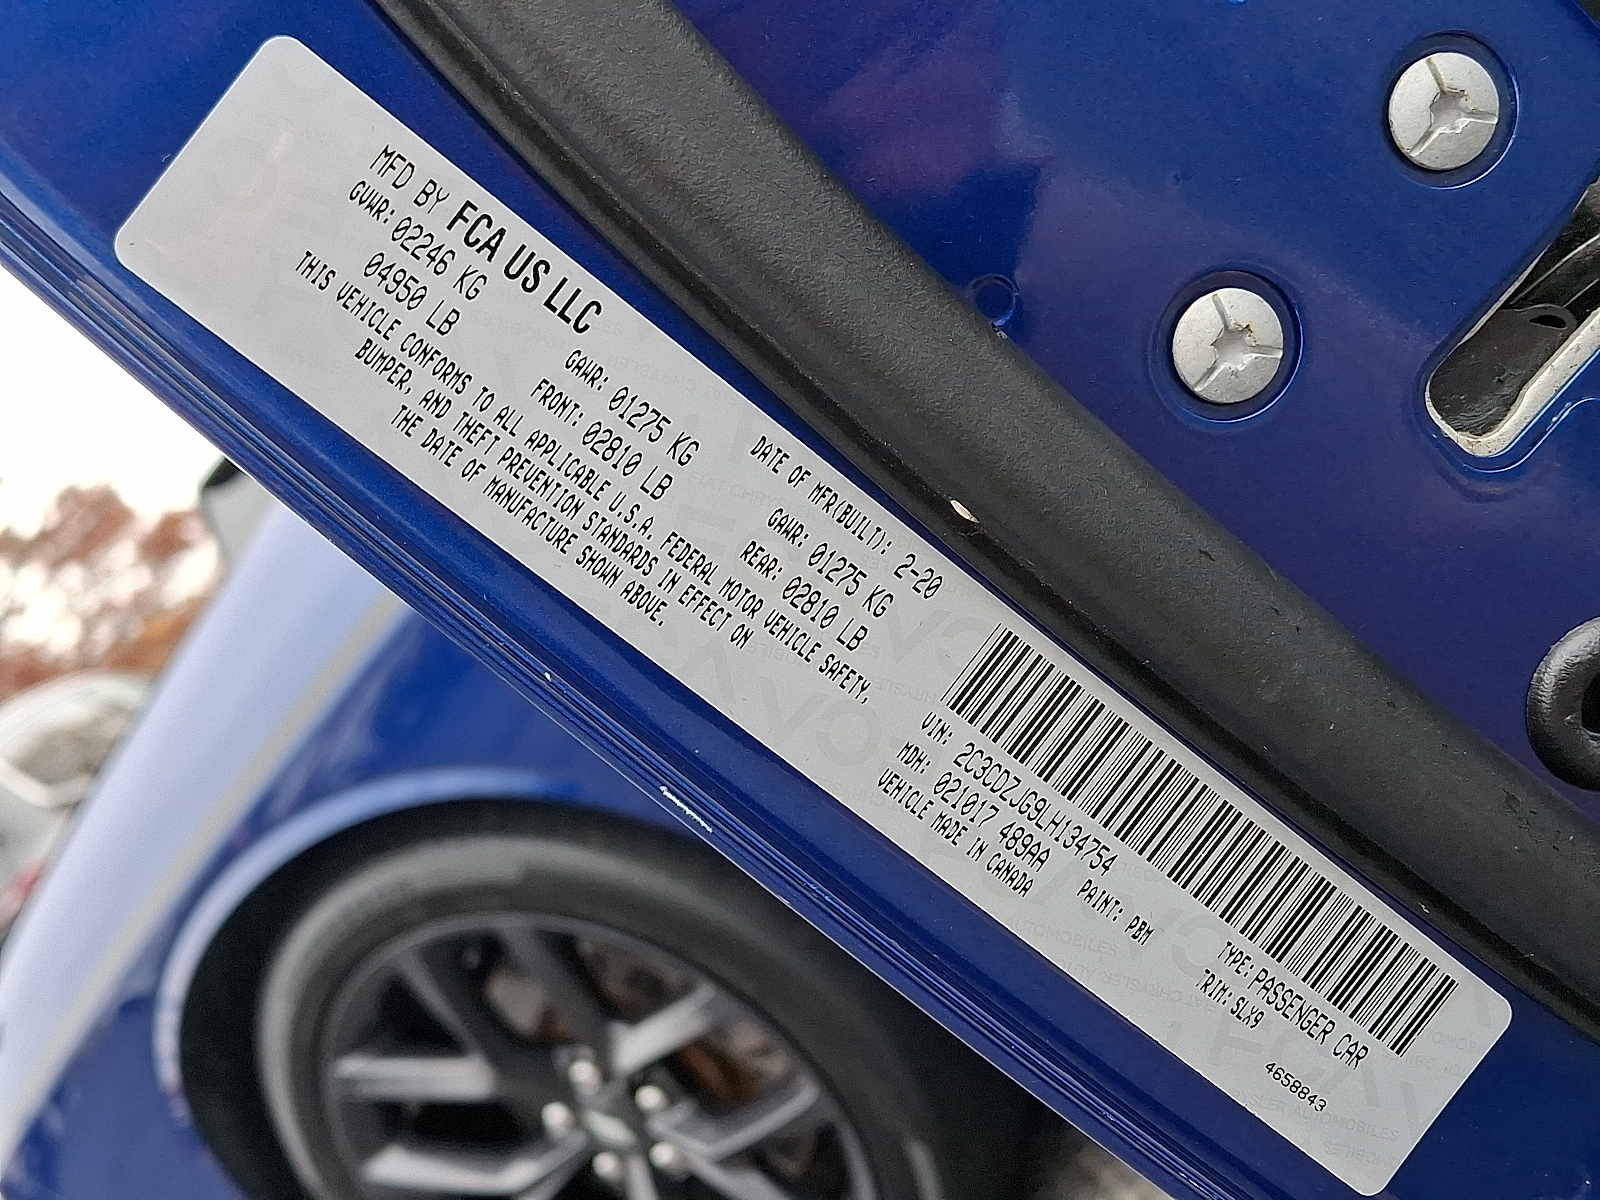 MFD BY FCA US LLC
DATE OF MFR(BUILT): 2-20
GVWR: 02246 KG
GAWR: 01275 KG
GAWR: 01275 KG
04950 LB
FRONT: 02810 LB
REAR: 02810 LB
THIS VEHICLE CONFORMS TO ALL APPLICABLE U.S.A. FEDERAL MOTOR VEHICLE SAFETY,
BUMPER, AND THEFT PREVENTION STANDARDS IN EFFECT ON
THE DATE OF MANUFACTURE SHOWN ABOVE.
VIN: 2C3CDZJG9LH134754
TYPE: PASSENGER CAR
MDH: 021017 489AA
PAINT: PBM
TRIM: SLX9
VEHICLE MADE IN CANADA
4658843